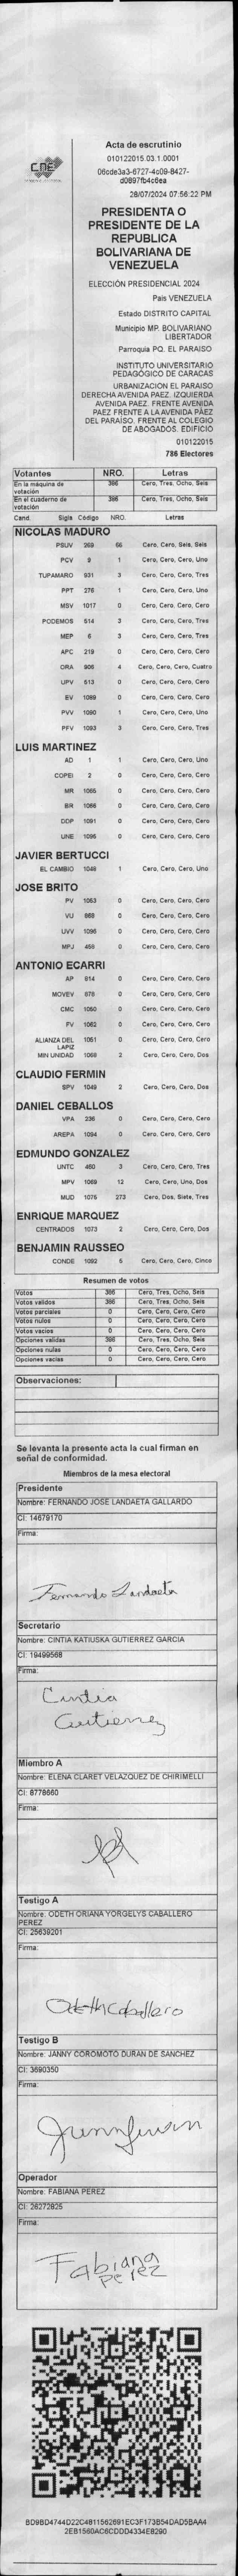 CNE
Acta de escrutinio
010122015.03.1.0001
06cde3a3-6727-4c09-8427-
d0897fb4c6ea
28/07/2024 07:56:22 PM
PRESIDENTA O
PRESIDENTE DE LA
REPUBLICA
BOLIVARIANA DE
VENEZUELA
ELECCIÓN PRESIDENCIAL 2024
Pais VENEZUELA
Estado DISTRITO CAPITAL
Municipio MP. BOLIVARIANO
LIBERTADOR
Parroquia PQ. EL PARAISO
INSTITUTO UNIVERSITARIO
PEDAGÓGICO DE CARACAS
URBANIZACION EL PARAISO
DERECHA AVENIDA PAEZ. IZQUIERDA
AVENIDA PAEZ. FRENTE AVENIDA
PAEZ FRENTE A LA AVENIDA PÁEZ
DEL PARAÍSO, FRENTE AL COLEGIO
DE ABOGADOS. EDIFICIO
010122015
786 Electores
Votantes NRO. Letras
En la máquina de votación 386 Cero, Tres, Ocho, Seis
En el cuaderno de votación 386 Cero, Tres, Ocho, Seis
Cand. Sigla Código NRO. Letras
NICOLAS MADURO
PSUV 269 66 Cero, Cero, Seis, Seis
PCV 9 1 Cero, Cero, Cero, Uno
TUPAMARO 931 3 Cero, Cero, Cero, Tres
PPT 276 1 Cero, Cero, Cero, Uno
MSV 1017 0 Cero, Cero, Cero, Cero
PODEMOS 514 3 Cero, Cero, Cero, Tres
MEP 6 3 Cero, Cero, Cero, Tres
APC 219 0 Cero, Cero, Cero, Cero
ORA 906 4 Cero, Cero, Cero, Cuatro
UPV 513 0 Cero, Cero, Cero, Cero
EV 1089 0 Cero, Cero, Cero, Cero
PVV 1090 1 Cero, Cero, Cero, Uno
PFV 1093 3 Cero, Cero, Cero, Tres
LUIS MARTINEZ
AD 1 1 Cero, Cero, Cero, Uno
COPEI 2 0 Cero, Cero, Cero, Cero
MR 1065 0 Cero, Cero, Cero, Cero
BR 1066 0 Cero, Cero, Cero, Cero
DDP 1091 0 Cero, Cero, Cero, Cero
UNE 1095 0 Cero, Cero, Cero, Cero
JAVIER BERTUCCI
EL CAMBIO 1048 1 Cero, Cero, Cero, Uno
JOSE BRITO
PV 1053 0 Cero, Cero, Cero, Cero
VU 868 0 Cero, Cero, Cero, Cero
UVV 1096 0 Cero, Cero, Cero, Cero
MPJ 455 0 Cero, Cero, Cero, Cero
ANTONIO ECARRI
AP 814 0 Cero, Cero, Cero, Cero
MOVEV 878 0 Cero, Cero, Cero, Cero
CMC 1050 0 Cero, Cero, Cero, Cero
FV 1062 0 Cero, Cero, Cero, Cero
ALIANZA DEL LAPIZ 1051 0 Cero, Cero, Cero, Cero
MIN UNIDAD 1068 2 Cero, Cero, Cero, Dos
CLAUDIO FERMIN
SPV 1049 2 Cero, Cero, Cero, Dos
DANIEL CEBALLOS
VPA 236 0 Cero, Cero, Cero, Cero
AREPA 1094 0 Cero, Cero, Cero, Cero
EDMUNDO GONZALEZ
UNTC 460 3 Cero, Cero, Cero, Tres
MPV 1069 12 Cero, Cero, Uno, Dos
MUD 1075 273 Cero, Dos, Siete, Tres
ENRIQUE MARQUEZ
CENTRADOS 1073 2 Cero, Cero, Cero, Dos
BENJAMIN RAUSSEO
CONDE 1092 5 Cero, Cero, Cero, Cinco
Resumen de votos
Votos 386 Cero, Tres, Ocho, Seis
Votos validos 386 Cero, Tres, Ocho, Seis
Votos parciales 0 Cero, Cero, Cero, Cero
Votos nulos 0 Cero, Cero, Cero, Cero
Votos vacios 0 Cero, Cero, Cero, Cero
Opciones validas 386 Cero, Tres, Ocho, Seis
Opciones nulas 0 Cero, Cero, Cero, Cero
Opciones vacias 0 Cero, Cero, Cero, Cero
Observaciones:
Se levanta la presente acta la cual firman en
señal de conformidad.
Miembros de la mesa electoral
Presidente
Nombre: FERNANDO JOSE LANDAETA GALLARDO
CI: 14679170
Firma:
Fernando Landaeta
Secretario
Nombre: CINTIA KATIUSKA GUTIERREZ GARCIA
CI: 19499568
Firma:
Cintia
Gutierrez
Miembro A
Nombre: ELENA CLARET VELAZQUEZ DE CHIRIMELLI
CI: 8778660
Firma:
Testigo A
Nombre: ODETH ORIANA YORGELYS CABALLERO
PEREZ
CI: 25639201
Firma:
Odeth Caballero
Testigo B
Nombre: JANNY COROMOTO DURAN DE SANCHEZ
CI: 3690350
Firma:
Operador
Nombre: FABIANA PEREZ
CI: 26272825
Firma:
Fabiana
Perez
BD9BD4744D22C4811562691EC3F173B54DAD5BAA4
2EB1560AC6CDDD4334E8290